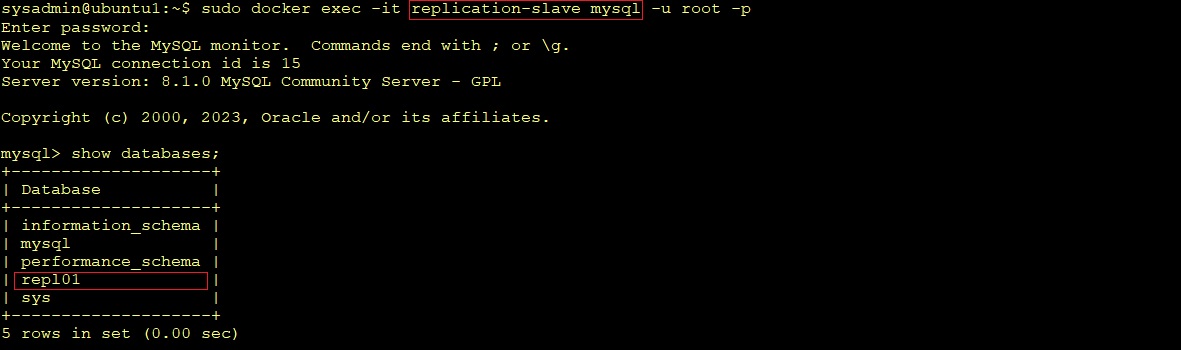 sysadmin@ubuntu1:~$ sudo docker exec -it replication-slave mysql -u root -p
Enter password:
Welcome to the MySQL monitor.  Commands end with ; or \g.
Your MySQL connection id is 15
Server version: 8.1.0 MySQL Community Server - GPL

Copyright (c) 2000, 2023, Oracle and/or its affiliates.

mysql> show databases;
+--------------------+
| Database           |
+--------------------+
| information_schema |
| mysql              |
| performance_schema |
| repl01             |
| sys                |
+--------------------+
5 rows in set (0.00 sec)